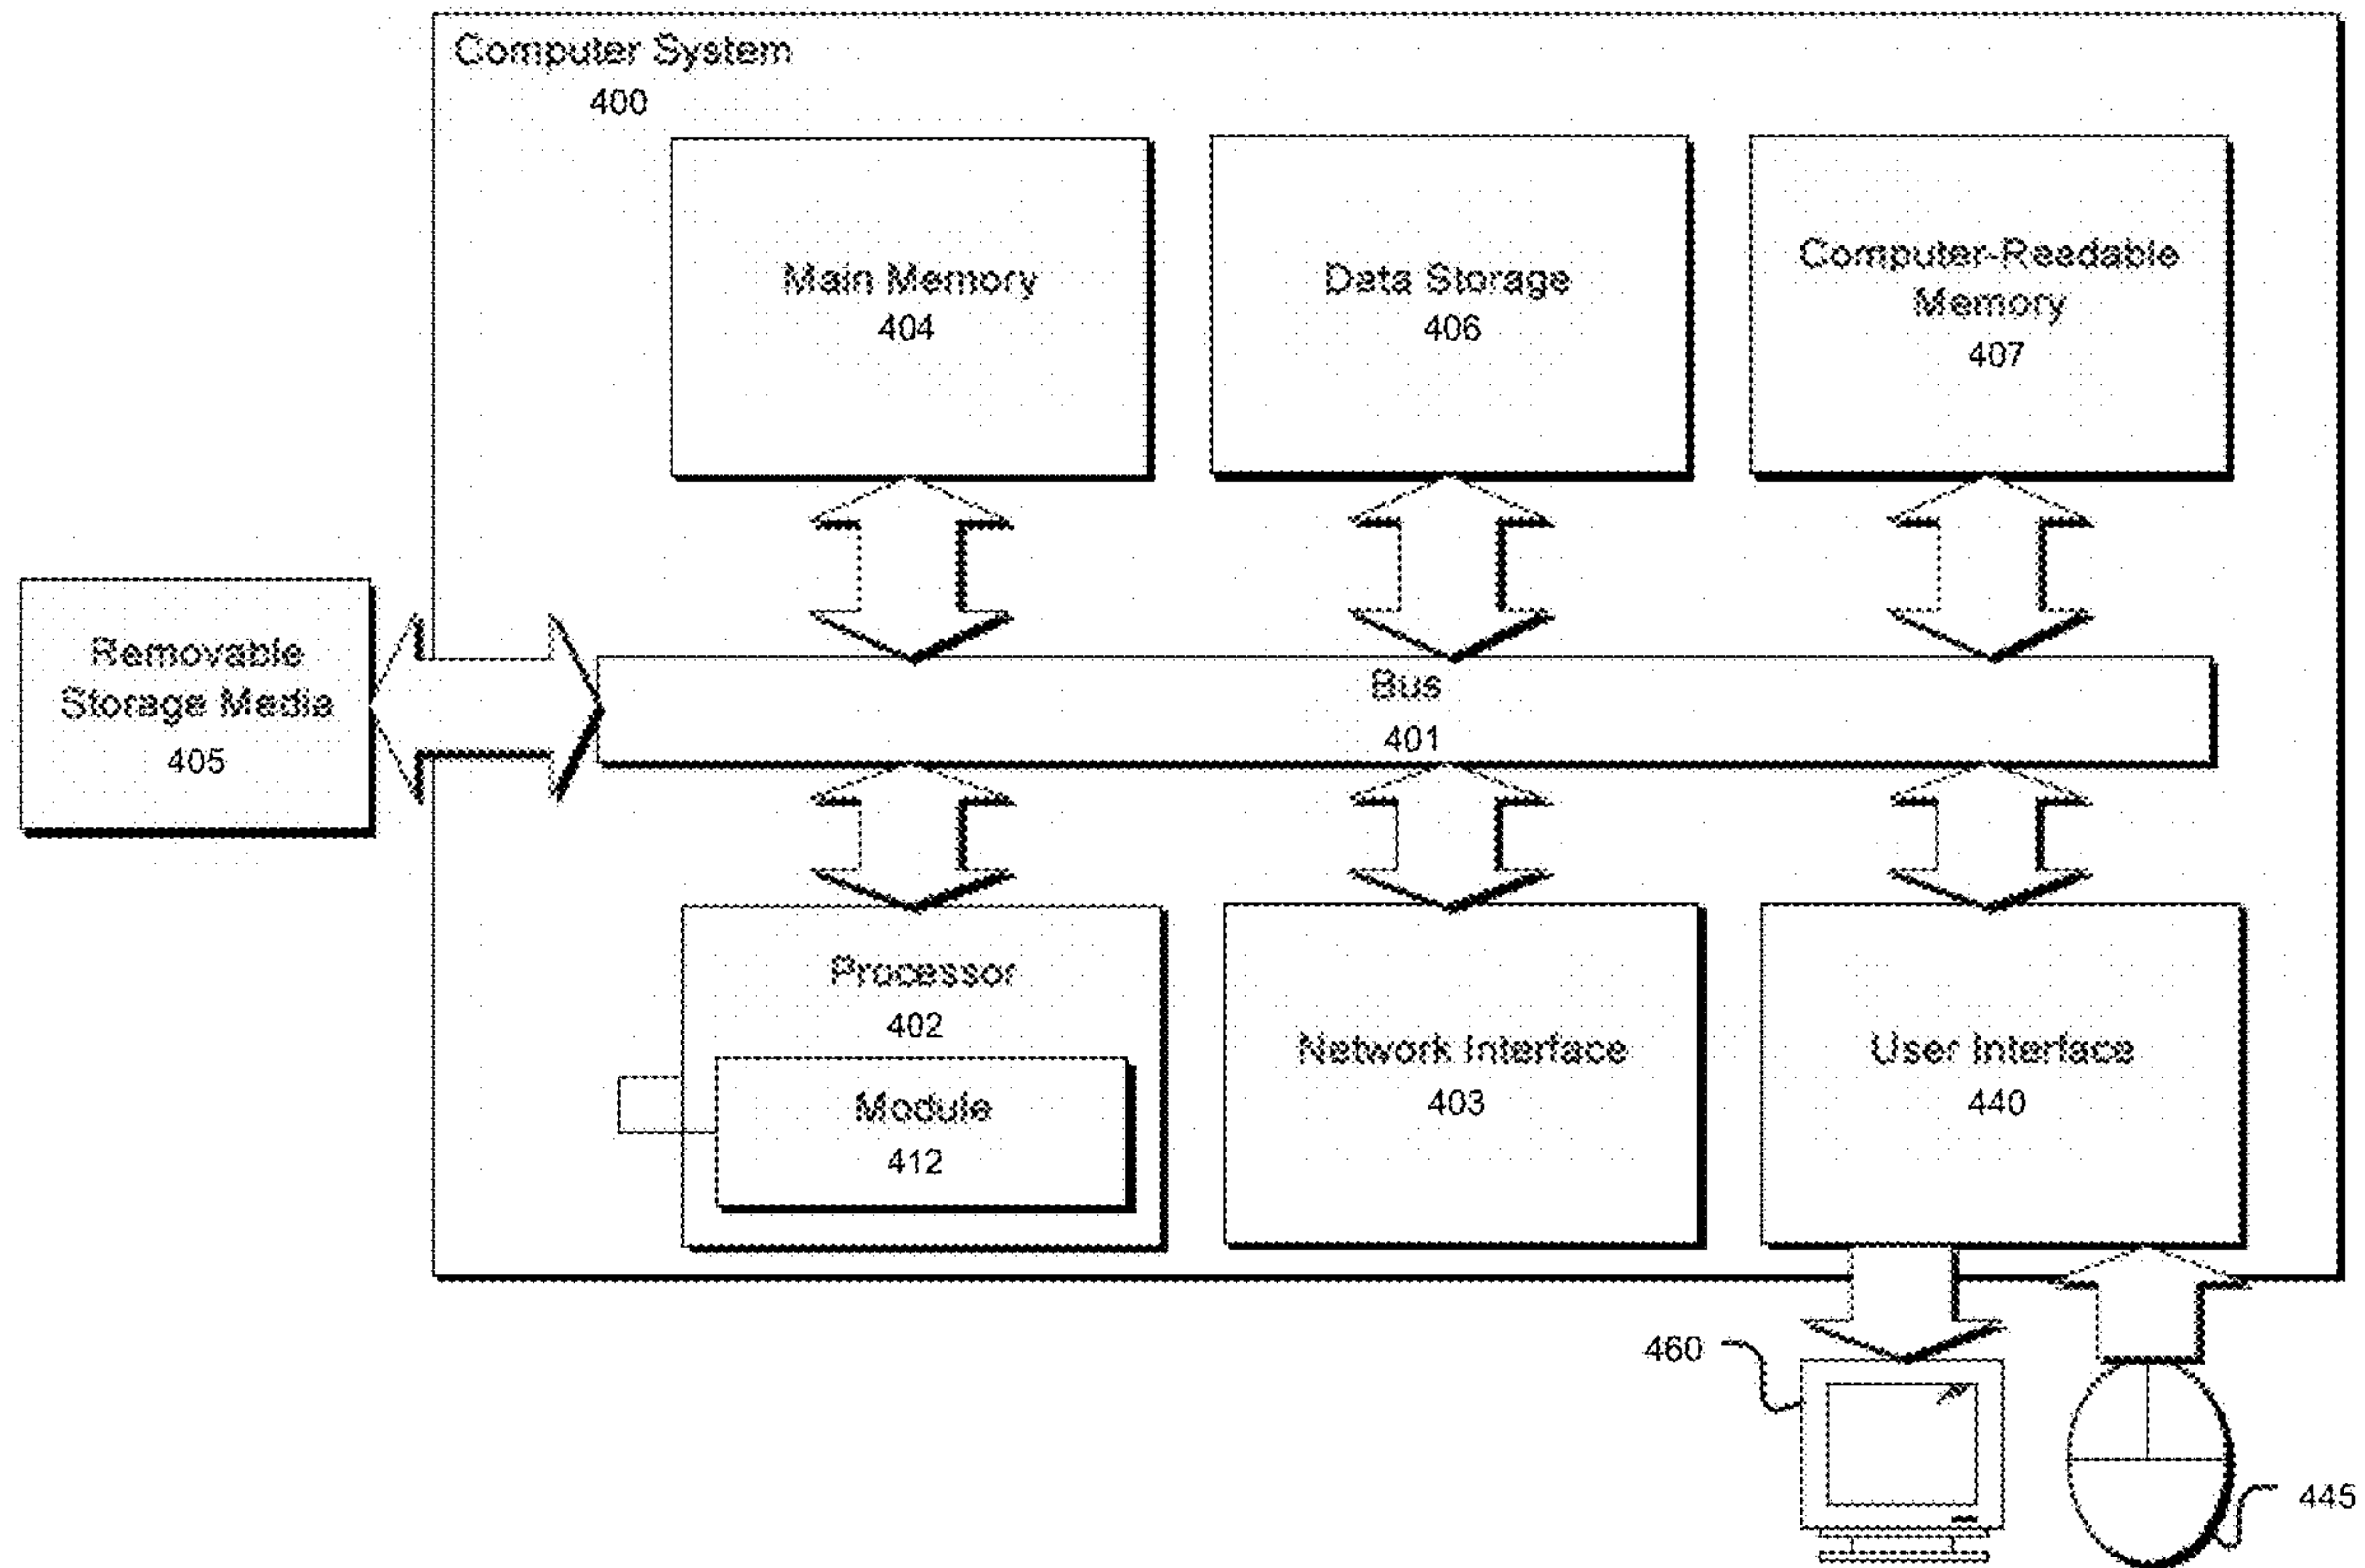 Computer System
400
Main Memory
404
Data Storage
406
Computer-Readable
Memory
407
Removable
Storage Media
405
Bus
401
Processor
402
Module
412
Network Interface
403
User Interface
440
460
445